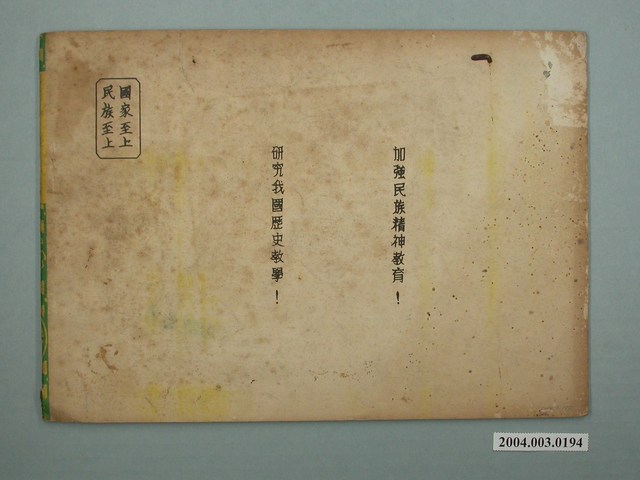 加強民族精神教育！
研究我國歷史教學！
國家至上
民族至上
2004.003.0194